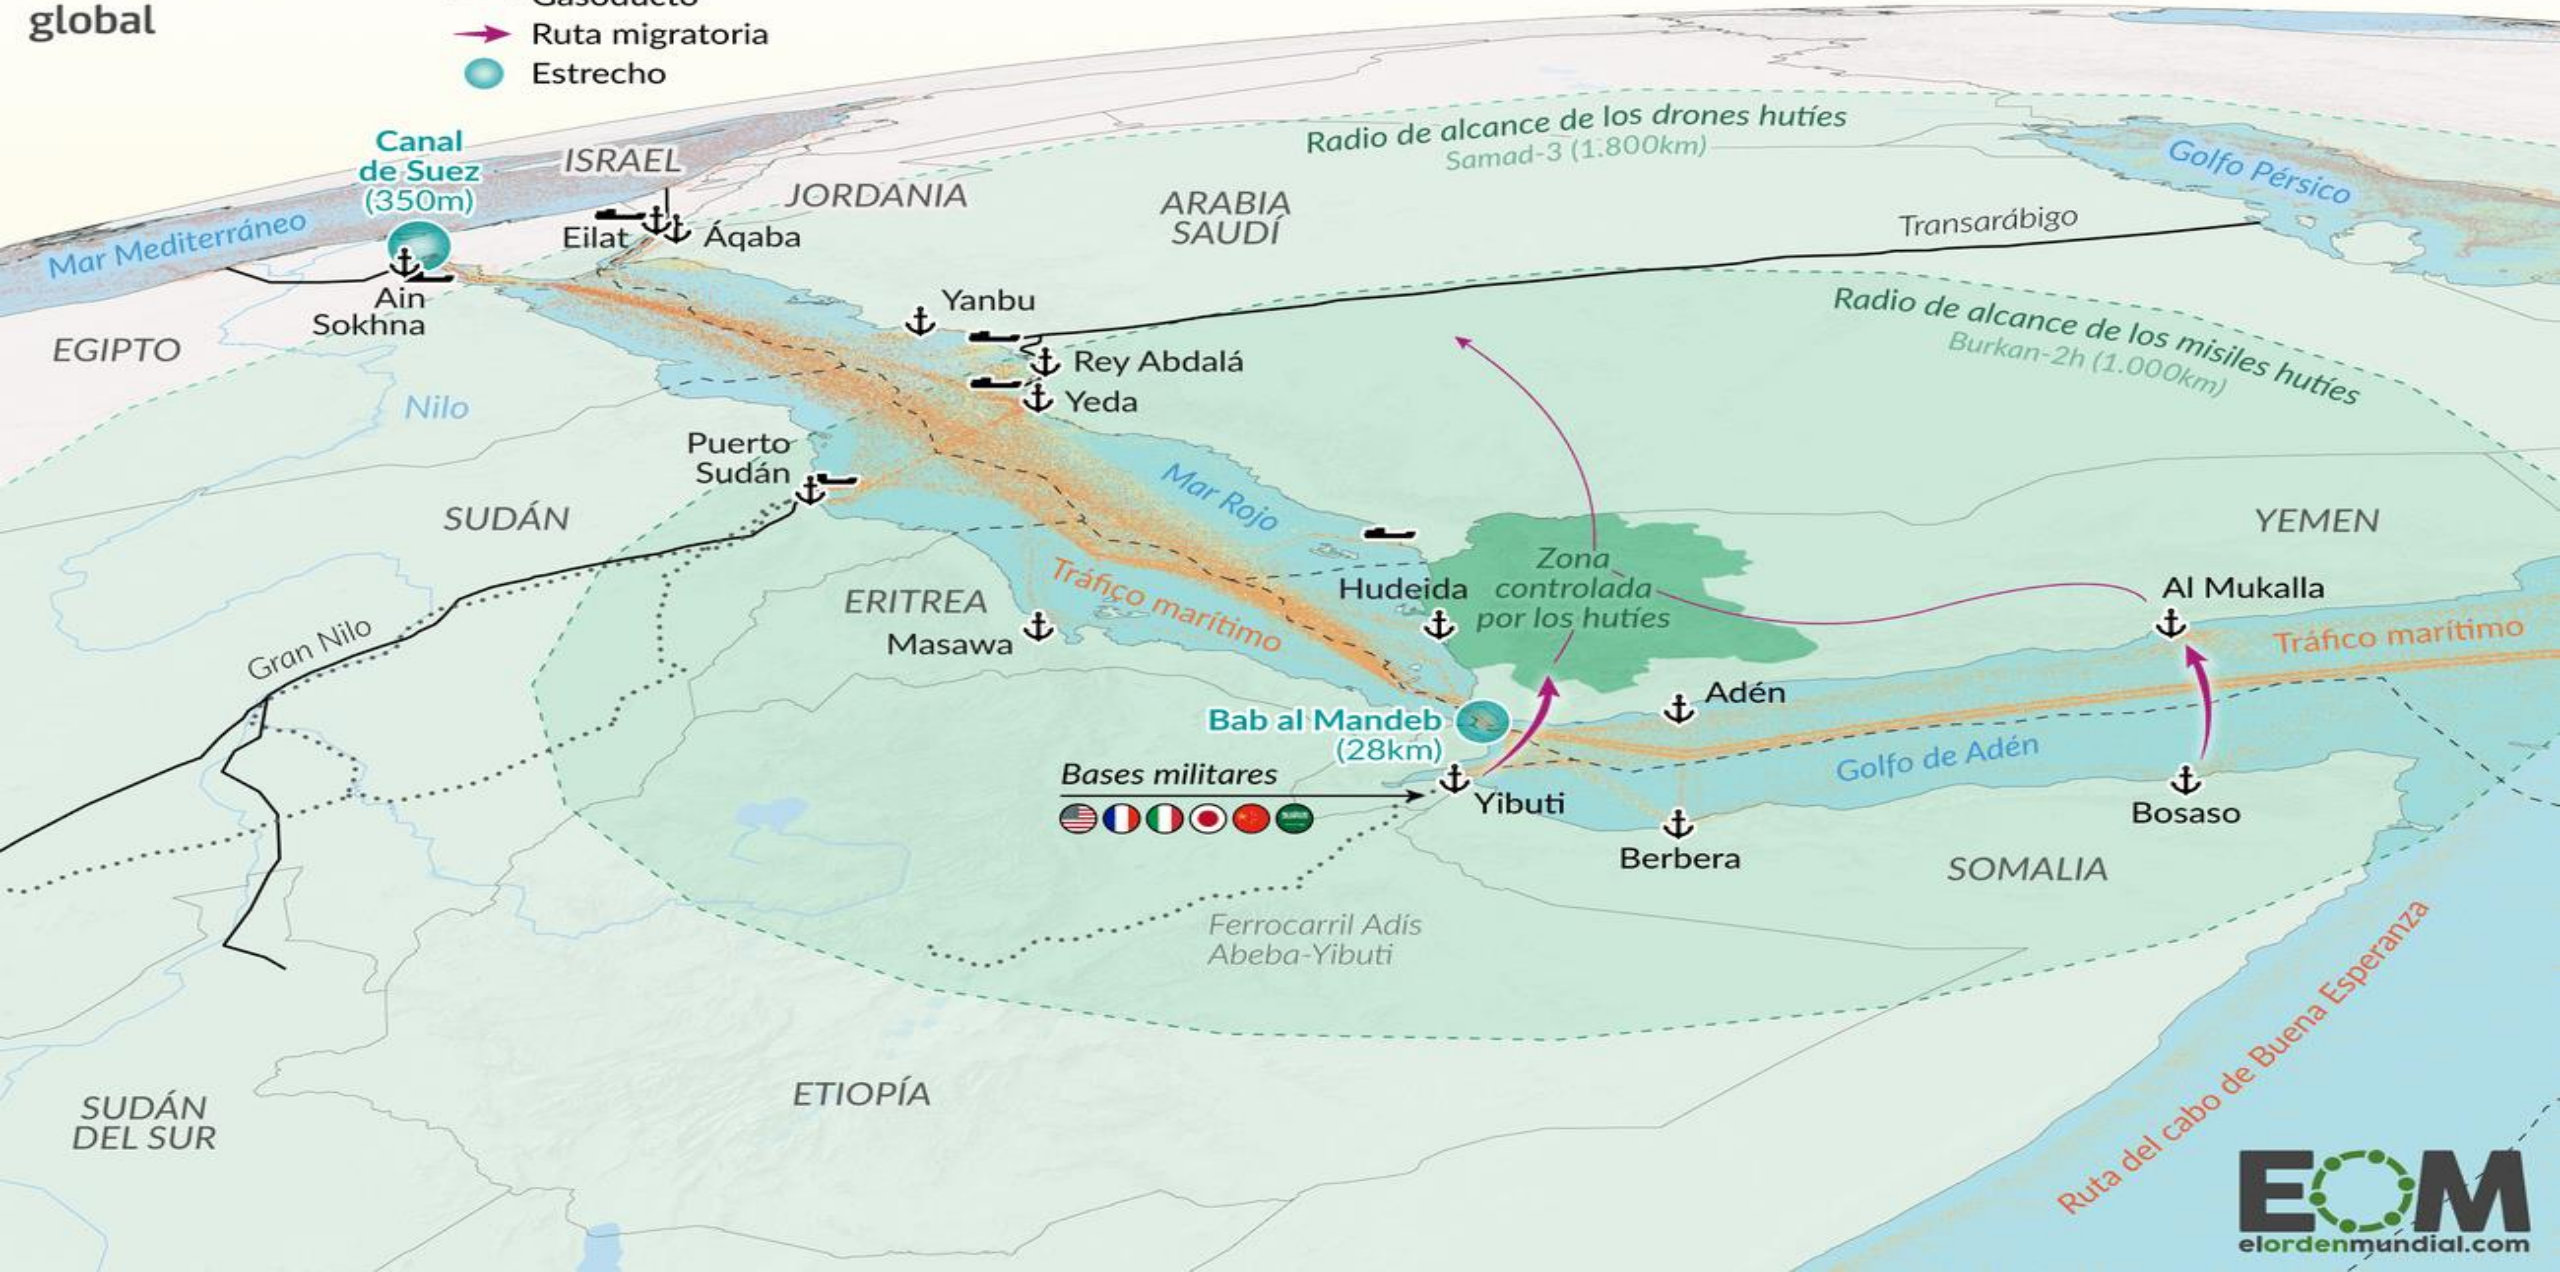 global
Gasoducto
Ruta migratoria
Estrecho
Canal
de Suez
(350m)
ISRAEL
JORDANIA
ARABIA
SAUDÍ
Radio de alcance de los drones hutíes
Samad-3 (1.800km)
Golfo Pérsico
Mar Mediterráneo
Eilat
Áqaba
Transarábigo
Ain
Sokhna
Yanbu
EGIPTO
Radio de alcance de los misiles hutíes
Burkan-2h (1.000km)
Rey Abdalá
Nilo
Yeda
Puerto
Sudán
Mar Rojo
SUDÁN
YEMEN
Zona
controlada
por los hutíes
Hudeida
Al Mukalla
ERITREA
Tráfico marítimo
Masawa
Gran Nilo
Tráfico marítimo
Adén
Bab al Mandeb
(28km)
Golfo de Adén
Bases militares
Yibuti
Bosaso
Berbera
SOMALIA
Ferrocarril Adís
Abeba-Yibuti
Ruta del cabo de Buena Esperanza
ETIOPÍA
SUDÁN
DEL SUR
EOM
elordenmundial.com